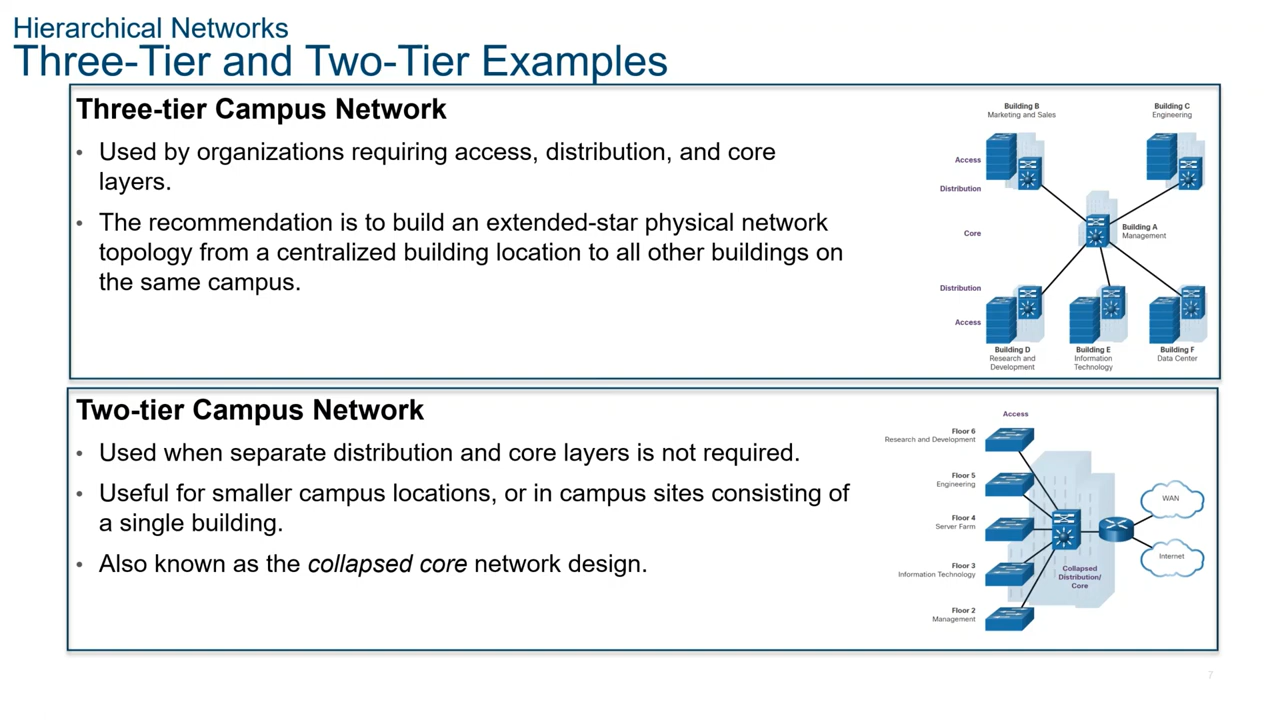 Hierarchical Networks
Three-Tier and Two-Tier Examples
Three-tier Campus Network
• Used by organizations requiring access, distribution, and core
layers.
• The recommendation is to build an extended-star physical network
topology from a centralized building location to all other buildings on
the same campus.
Building B
Marketing and Sales
Building C
Engineering
Access
Distribution
Core
Building A
Management
Distribution
Access
Building D
Research and
Development
Building E
Information
Technology
Building F
Data Center
Two-tier Campus Network
• Used when separate distribution and core layers is not required.
• Useful for smaller campus locations, or in campus sites consisting of
a single building.
• Also known as the collapsed core network design.
Access
Floor 6
Research and Development
Floor 5
Engineering
Floor 4
Server Farm
Floor 3
Information Technology
Floor 2
Management
Collapsed
Distribution/
Core
WAN
Internet
7